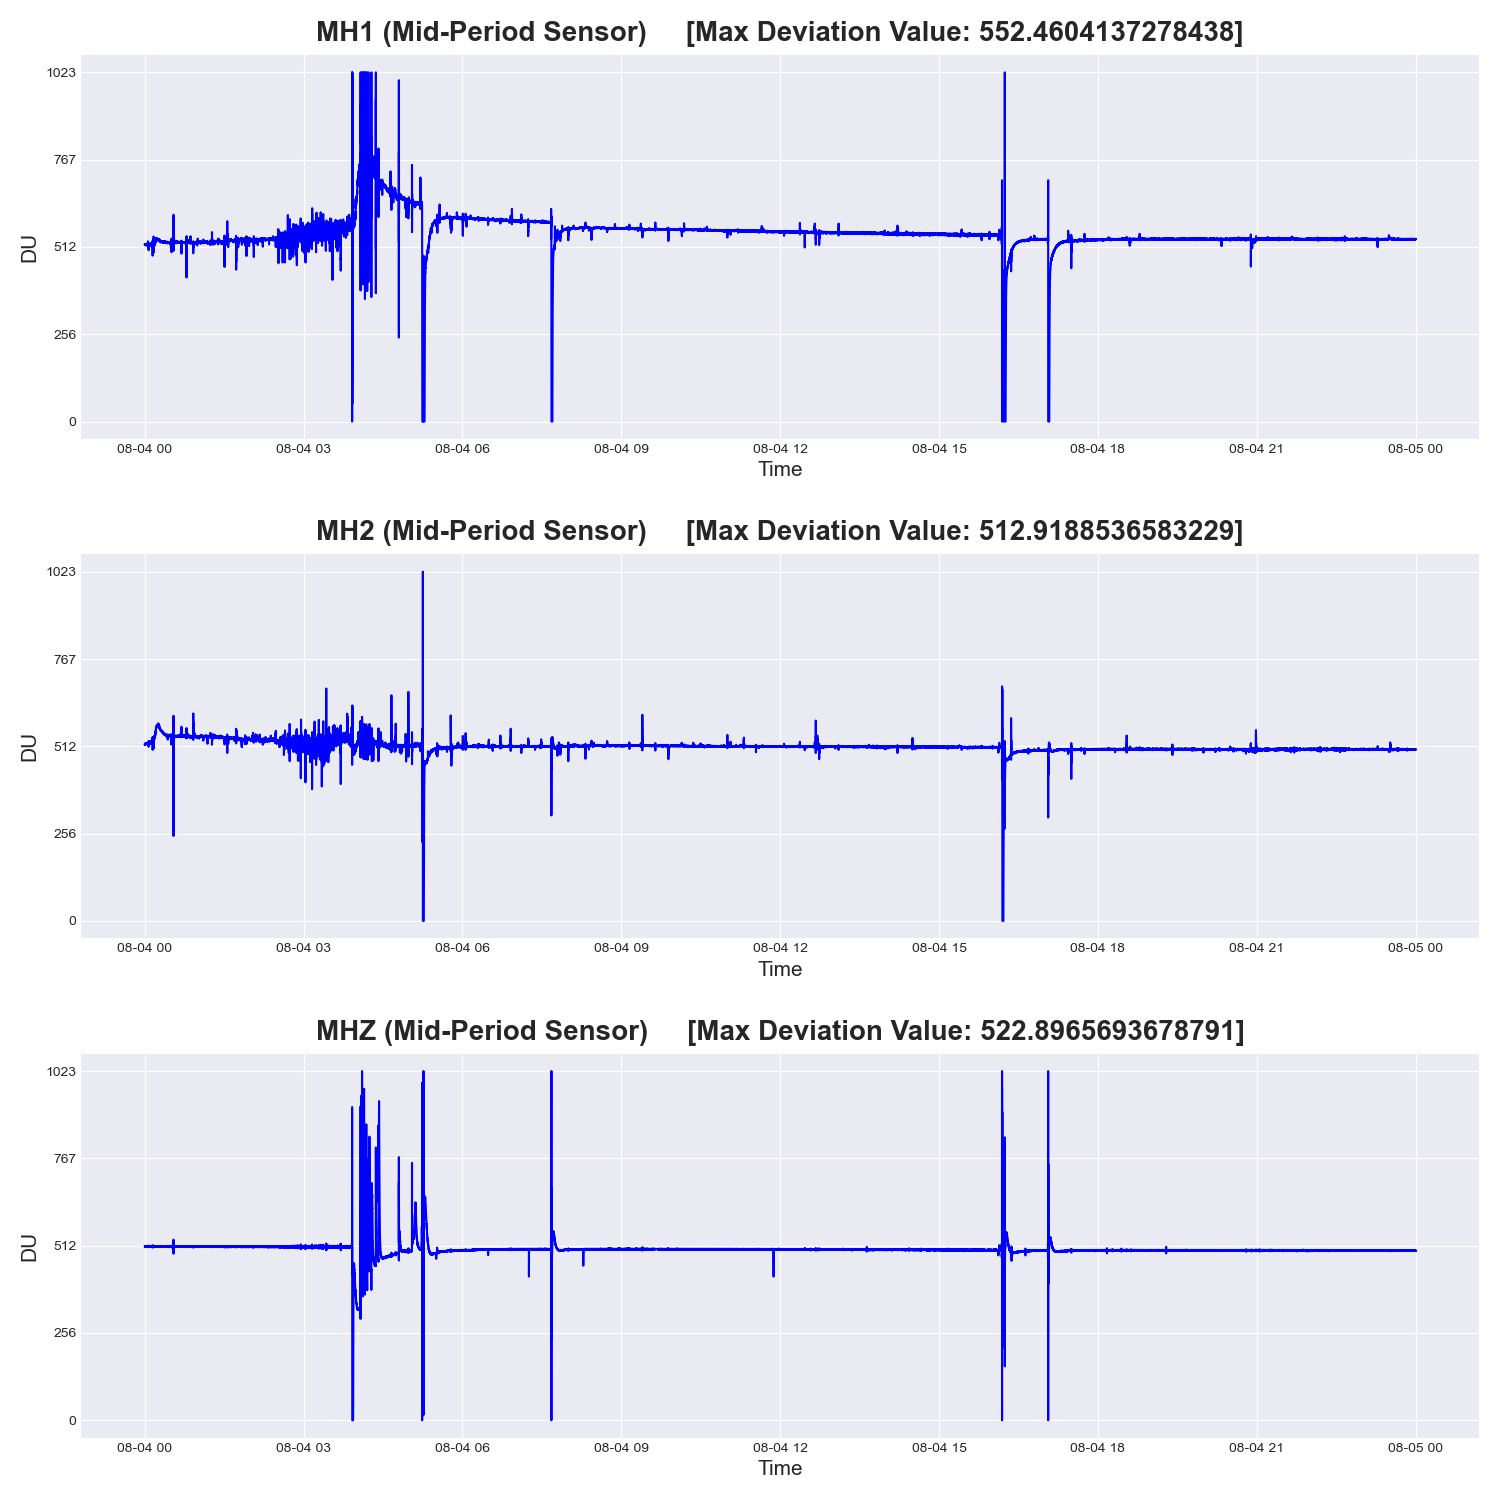 MH1 (Mid-Period Sensor) [Max Deviation Value: 552.4604137278438]
1023
767
512
256
0
DU
08-04 00 08-04 03 08-04 06 08-04 09 08-04 12 08-04 15 08-04 18 08-04 21 08-05 00
Time
MH2 (Mid-Period Sensor) [Max Deviation Value: 512.9188536583229]
1023
767
512
256
0
DU
08-04 00 08-04 03 08-04 06 08-04 09 08-04 12 08-04 15 08-04 18 08-04 21 08-05 00
Time
MHZ (Mid-Period Sensor) [Max Deviation Value: 522.8965693678791]
1023
767
512
256
0
DU
08-04 00 08-04 03 08-04 06 08-04 09 08-04 12 08-04 15 08-04 18 08-04 21 08-05 00
Time